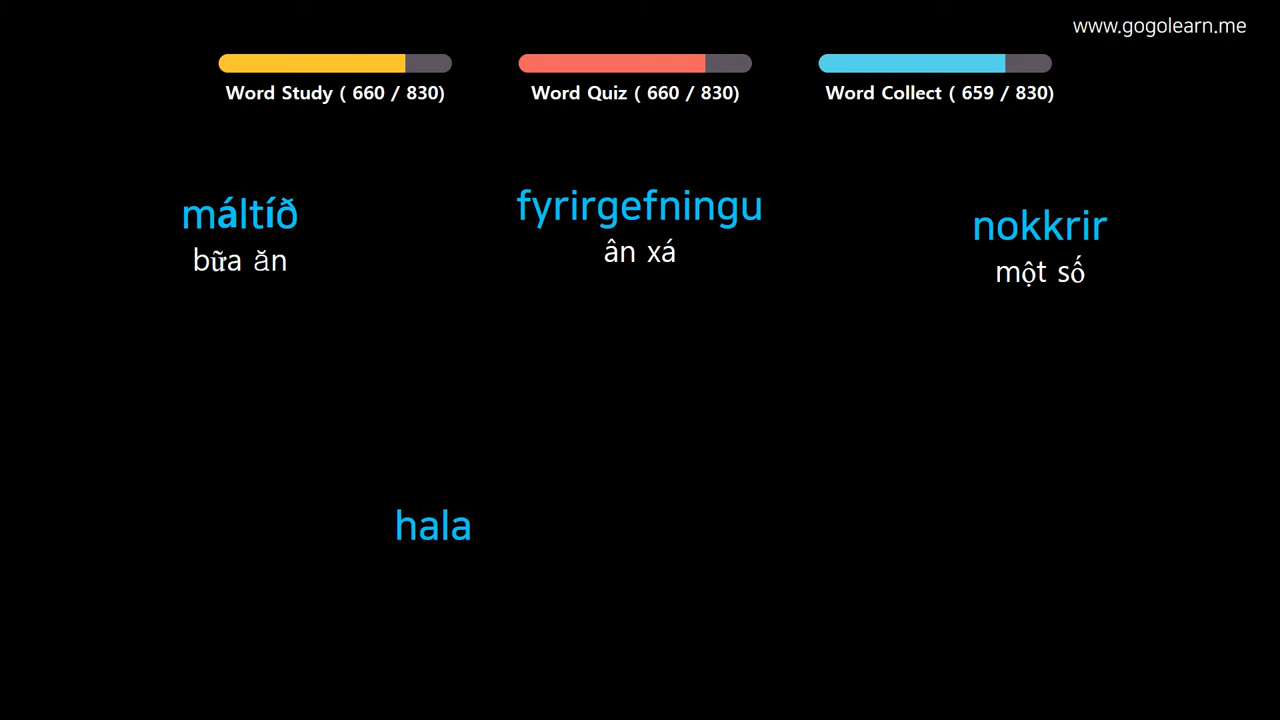 www.gogolearn.me
Word Study ( 660 / 830)
Word Quiz ( 660 / 830)
Word Collect ( 659 / 830)
máltíð
bữa ăn
fyrirgefningu
ân xá
nokkrir
một số
hala